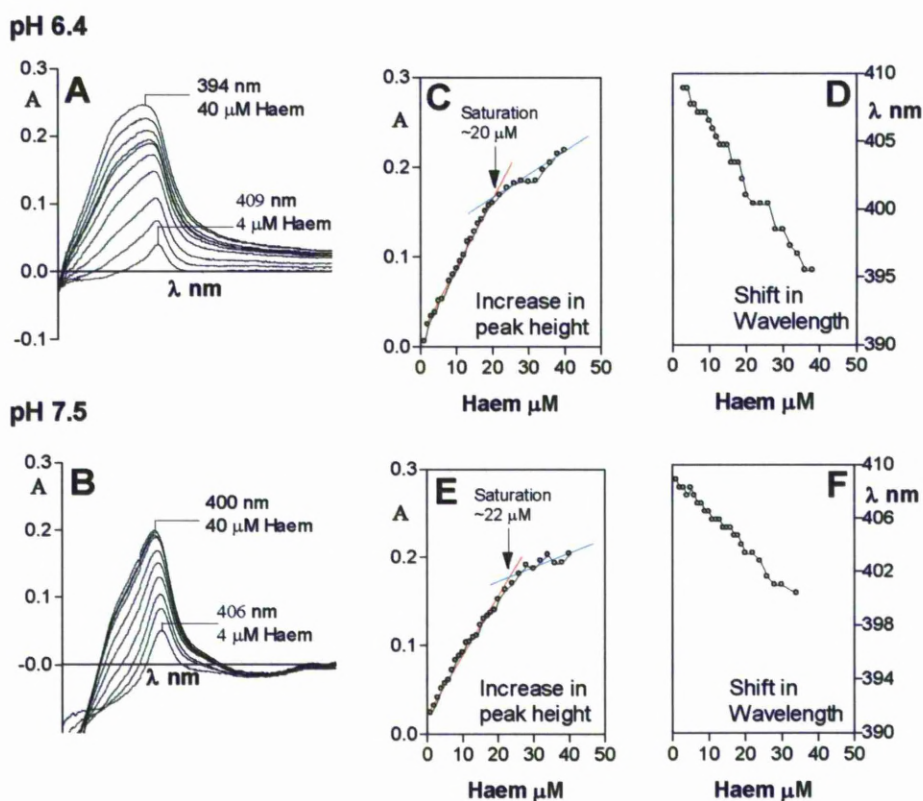 pH 6.4
A
0.3
A
0.2
0.1
0.0
-0.1
394 nm
40 μM Haem
409 nm
4 μM Haem
λ nm
C
0.3
A
0.2
0.1
0.0
Saturation
~20 μM
Increase in
peak height
0 10 20 30 40 50
Haem μM
D
410
λ nm
405
400
395
390
Shift in
Wavelength
0 10 20 30 40 50
Haem μM
pH 7.5
B
0.3
A
0.2
0.1
-0.0
400 nm
40 μM Haem
406 nm
4 μM Haem
λ nm
E
0.3
A
0.2
0.1
0.0
Saturation
~22 μM
Increase in
peak height
0 10 20 30 40 50
Haem μM
F
410
λ nm
406
402
398
394
390
Shift in
Wavelength
0 10 20 30 40 50
Haem μM